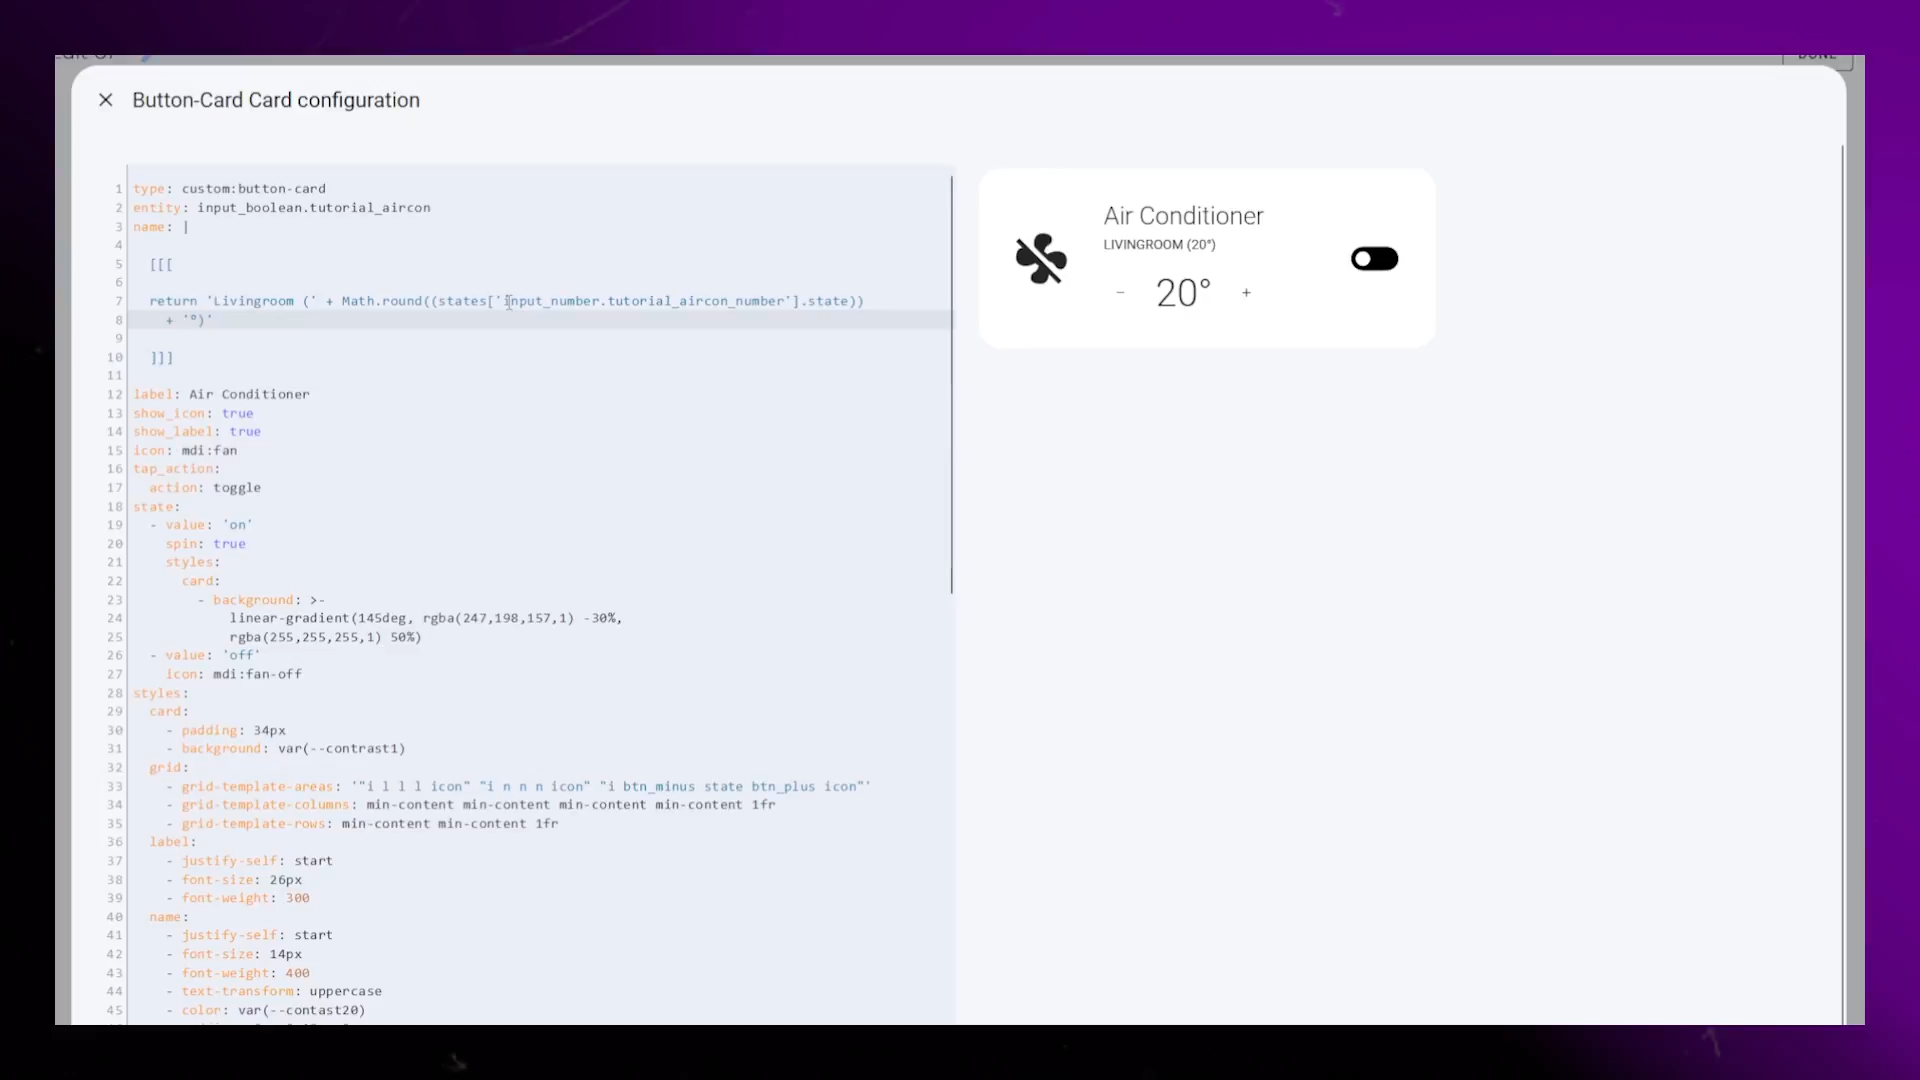 DONE
Button-Card Card configuration
1 type: custom:button-card
2 entity: input_boolean.tutorial_aircon
3 name: |
4
5 [[[
6
7 return 'Livingroom (' + Math.round((states['input_number.tutorial_aircon_number'].state))
8 + '°)'
9
10 ]]]
11
12 label: Air Conditioner
13 show_icon: true
14 show_label: true
15 icon: mdi:fan
16 tap_action:
17 action: toggle
18 state:
19 - value: 'on'
20 spin: true
21 styles:
22 card:
23 - background: >-
24 linear-gradient(145deg, rgba(247,198,157,1) -30%,
25 rgba(255,255,255,1) 50%)
26 - value: 'off'
27 icon: mdi:fan-off
28 styles:
29 card:
30 - padding: 34px
31 - background: var(--contrast1)
32 grid:
33 - grid-template-areas: '"i l l l icon" "i n n n icon" "i btn_minus state btn_plus icon"'
34 - grid-template-columns: min-content min-content min-content min-content 1fr
35 - grid-template-rows: min-content min-content 1fr
36 label:
37 - justify-self: start
38 - font-size: 26px
39 - font-weight: 300
40 name:
41 - justify-self: start
42 - font-size: 14px
43 - font-weight: 400
44 - text-transform: uppercase
45 - color: var(--contast20)
Air Conditioner
LIVINGROOM (20°)
− 20° +